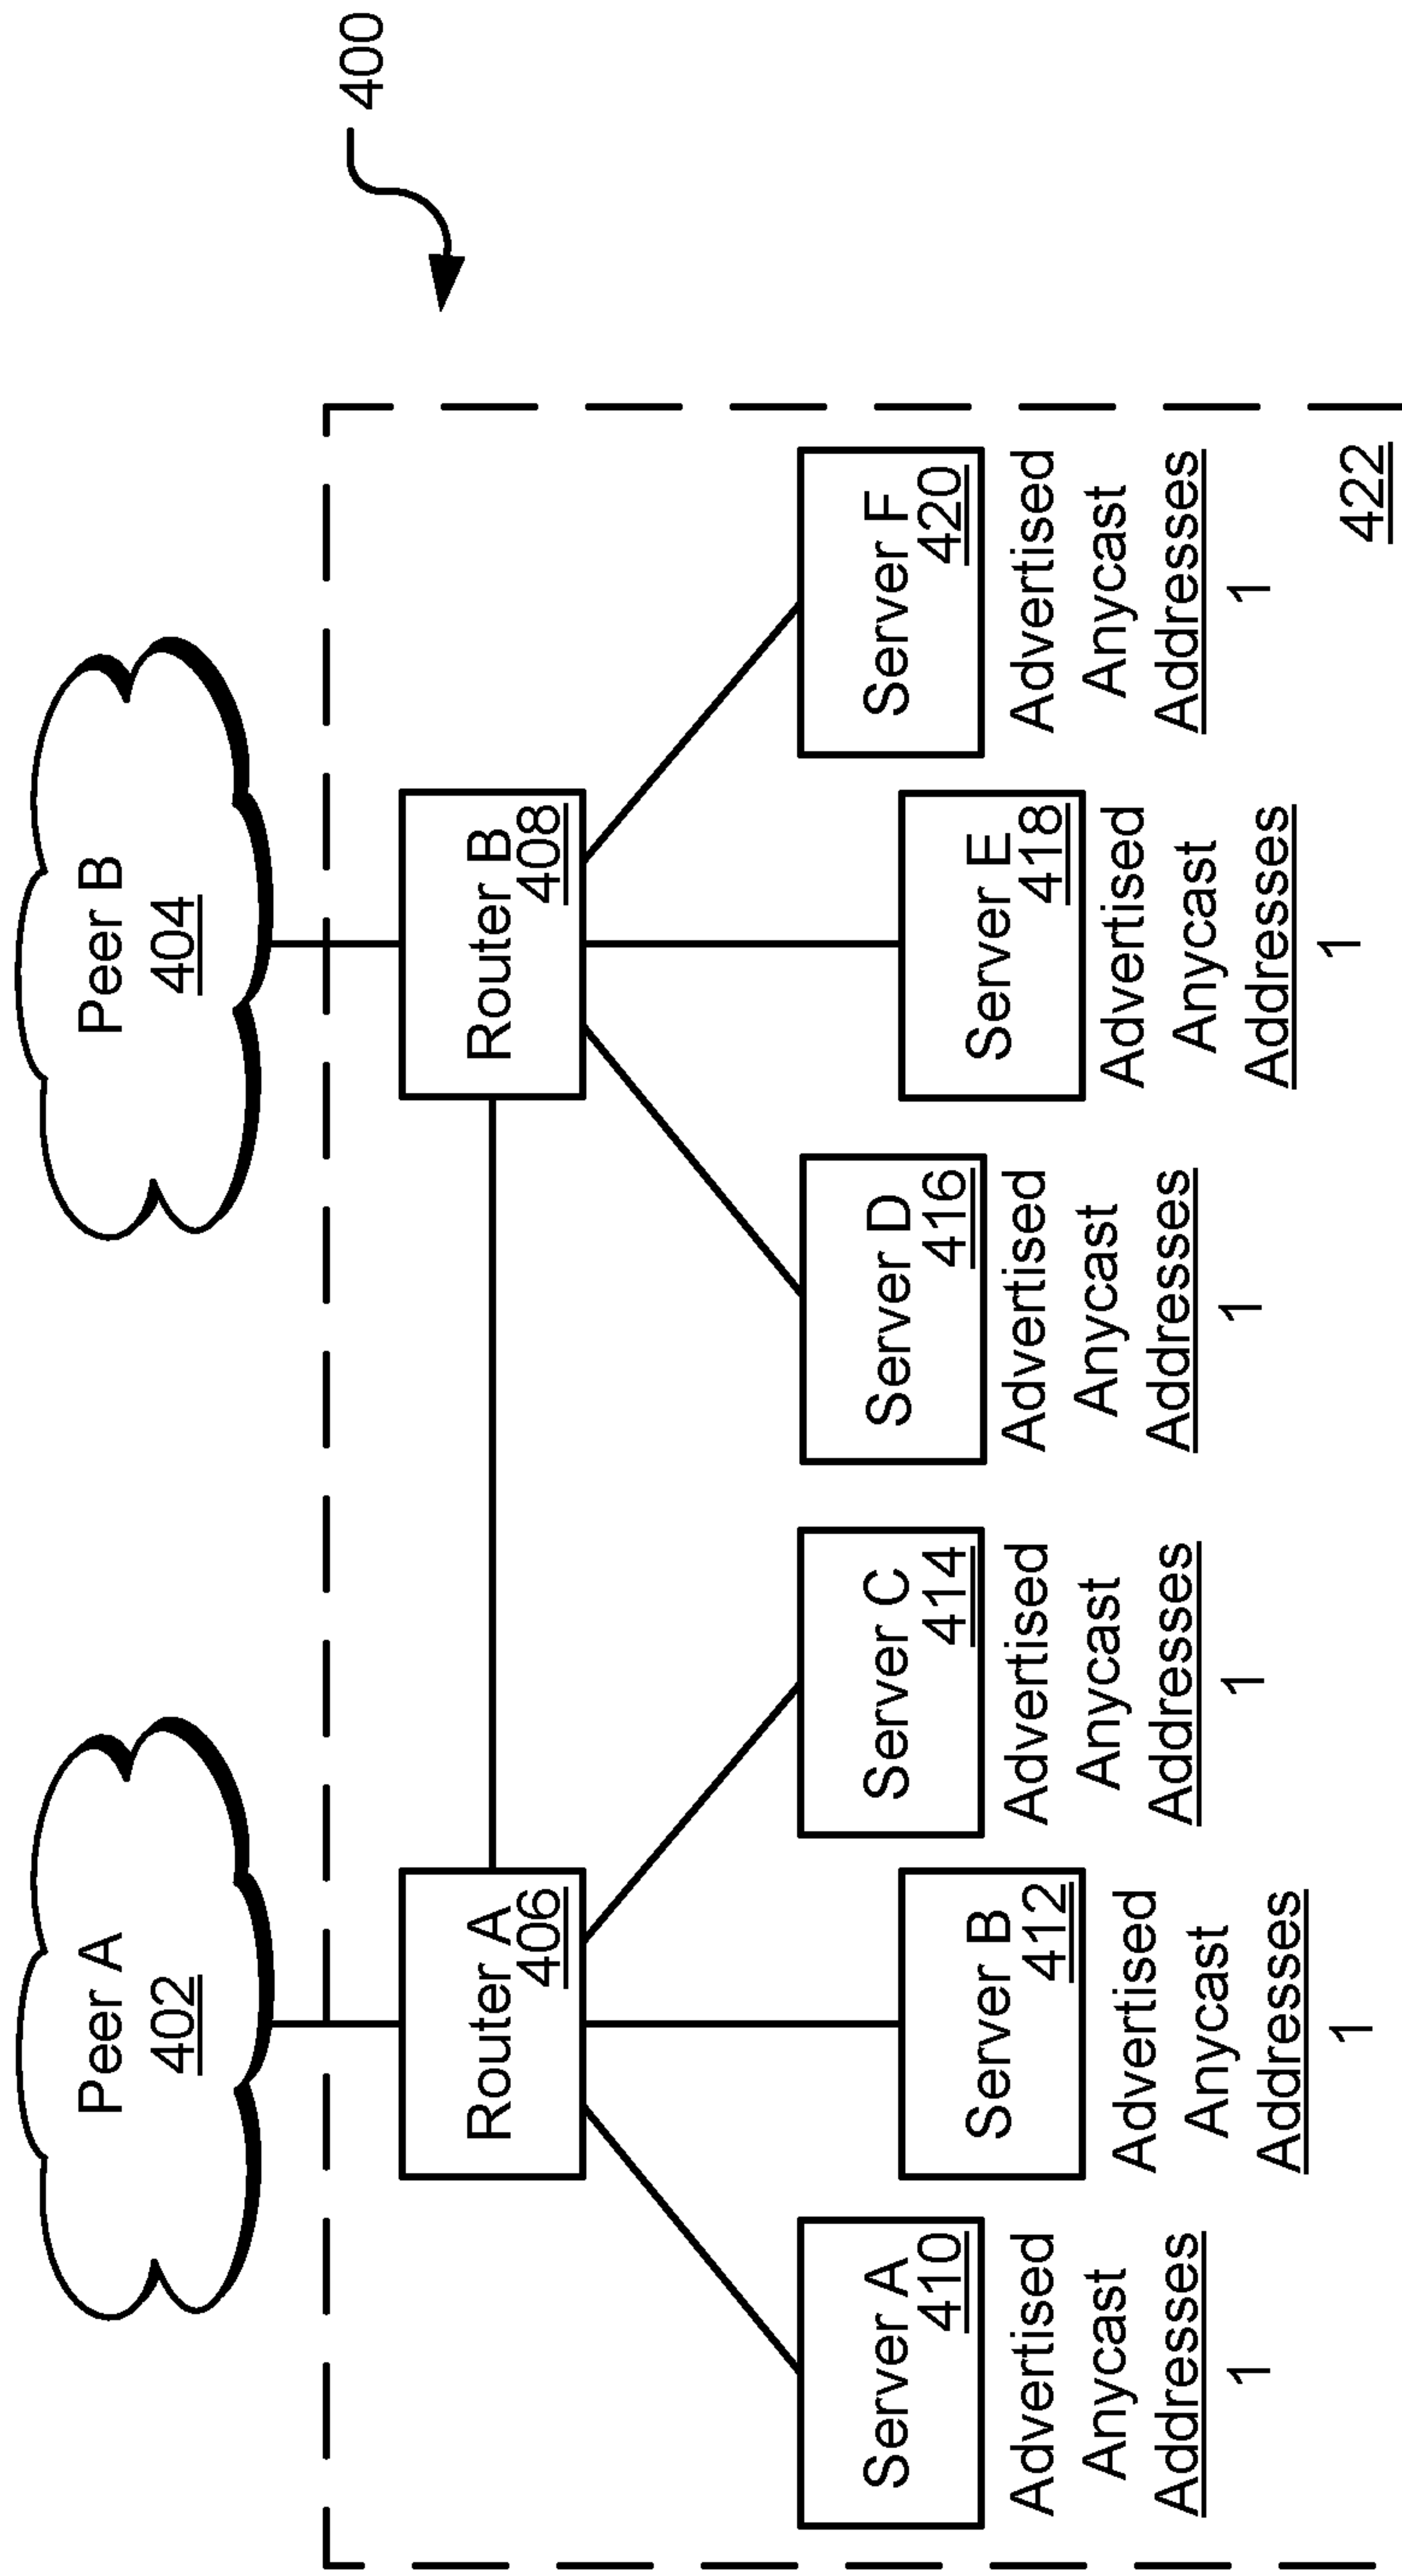 400
Peer A
402
Peer B
404
Router A
406
Router B
408
Server A
410
Advertised
Anycast
Addresses
1
Server B
412
Advertised
Anycast
Addresses
1
Server C
414
Advertised
Anycast
Addresses
1
Server D
416
Advertised
Anycast
Addresses
1
Server E
418
Advertised
Anycast
Addresses
1
Server F
420
Advertised
Anycast
Addresses
1
422